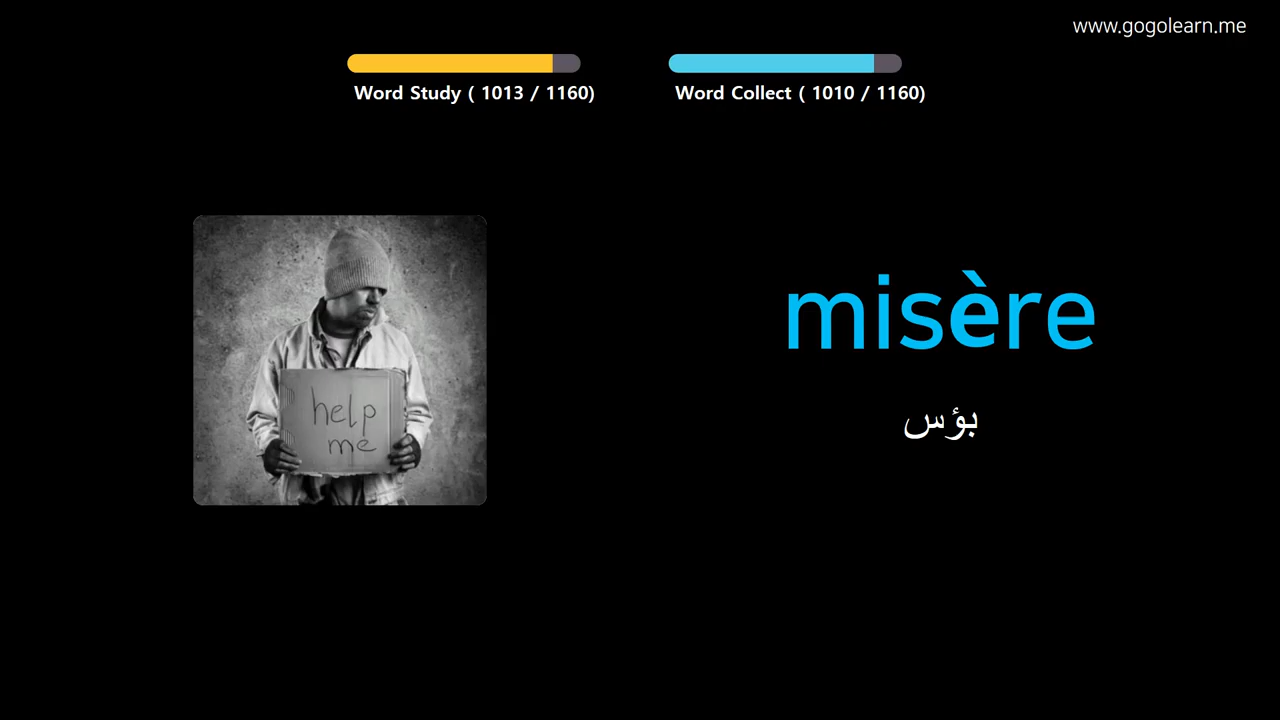 www.gogolearn.me
Word Study ( 1013 / 1160)
Word Collect ( 1010 / 1160)
help
me
misère
بؤس